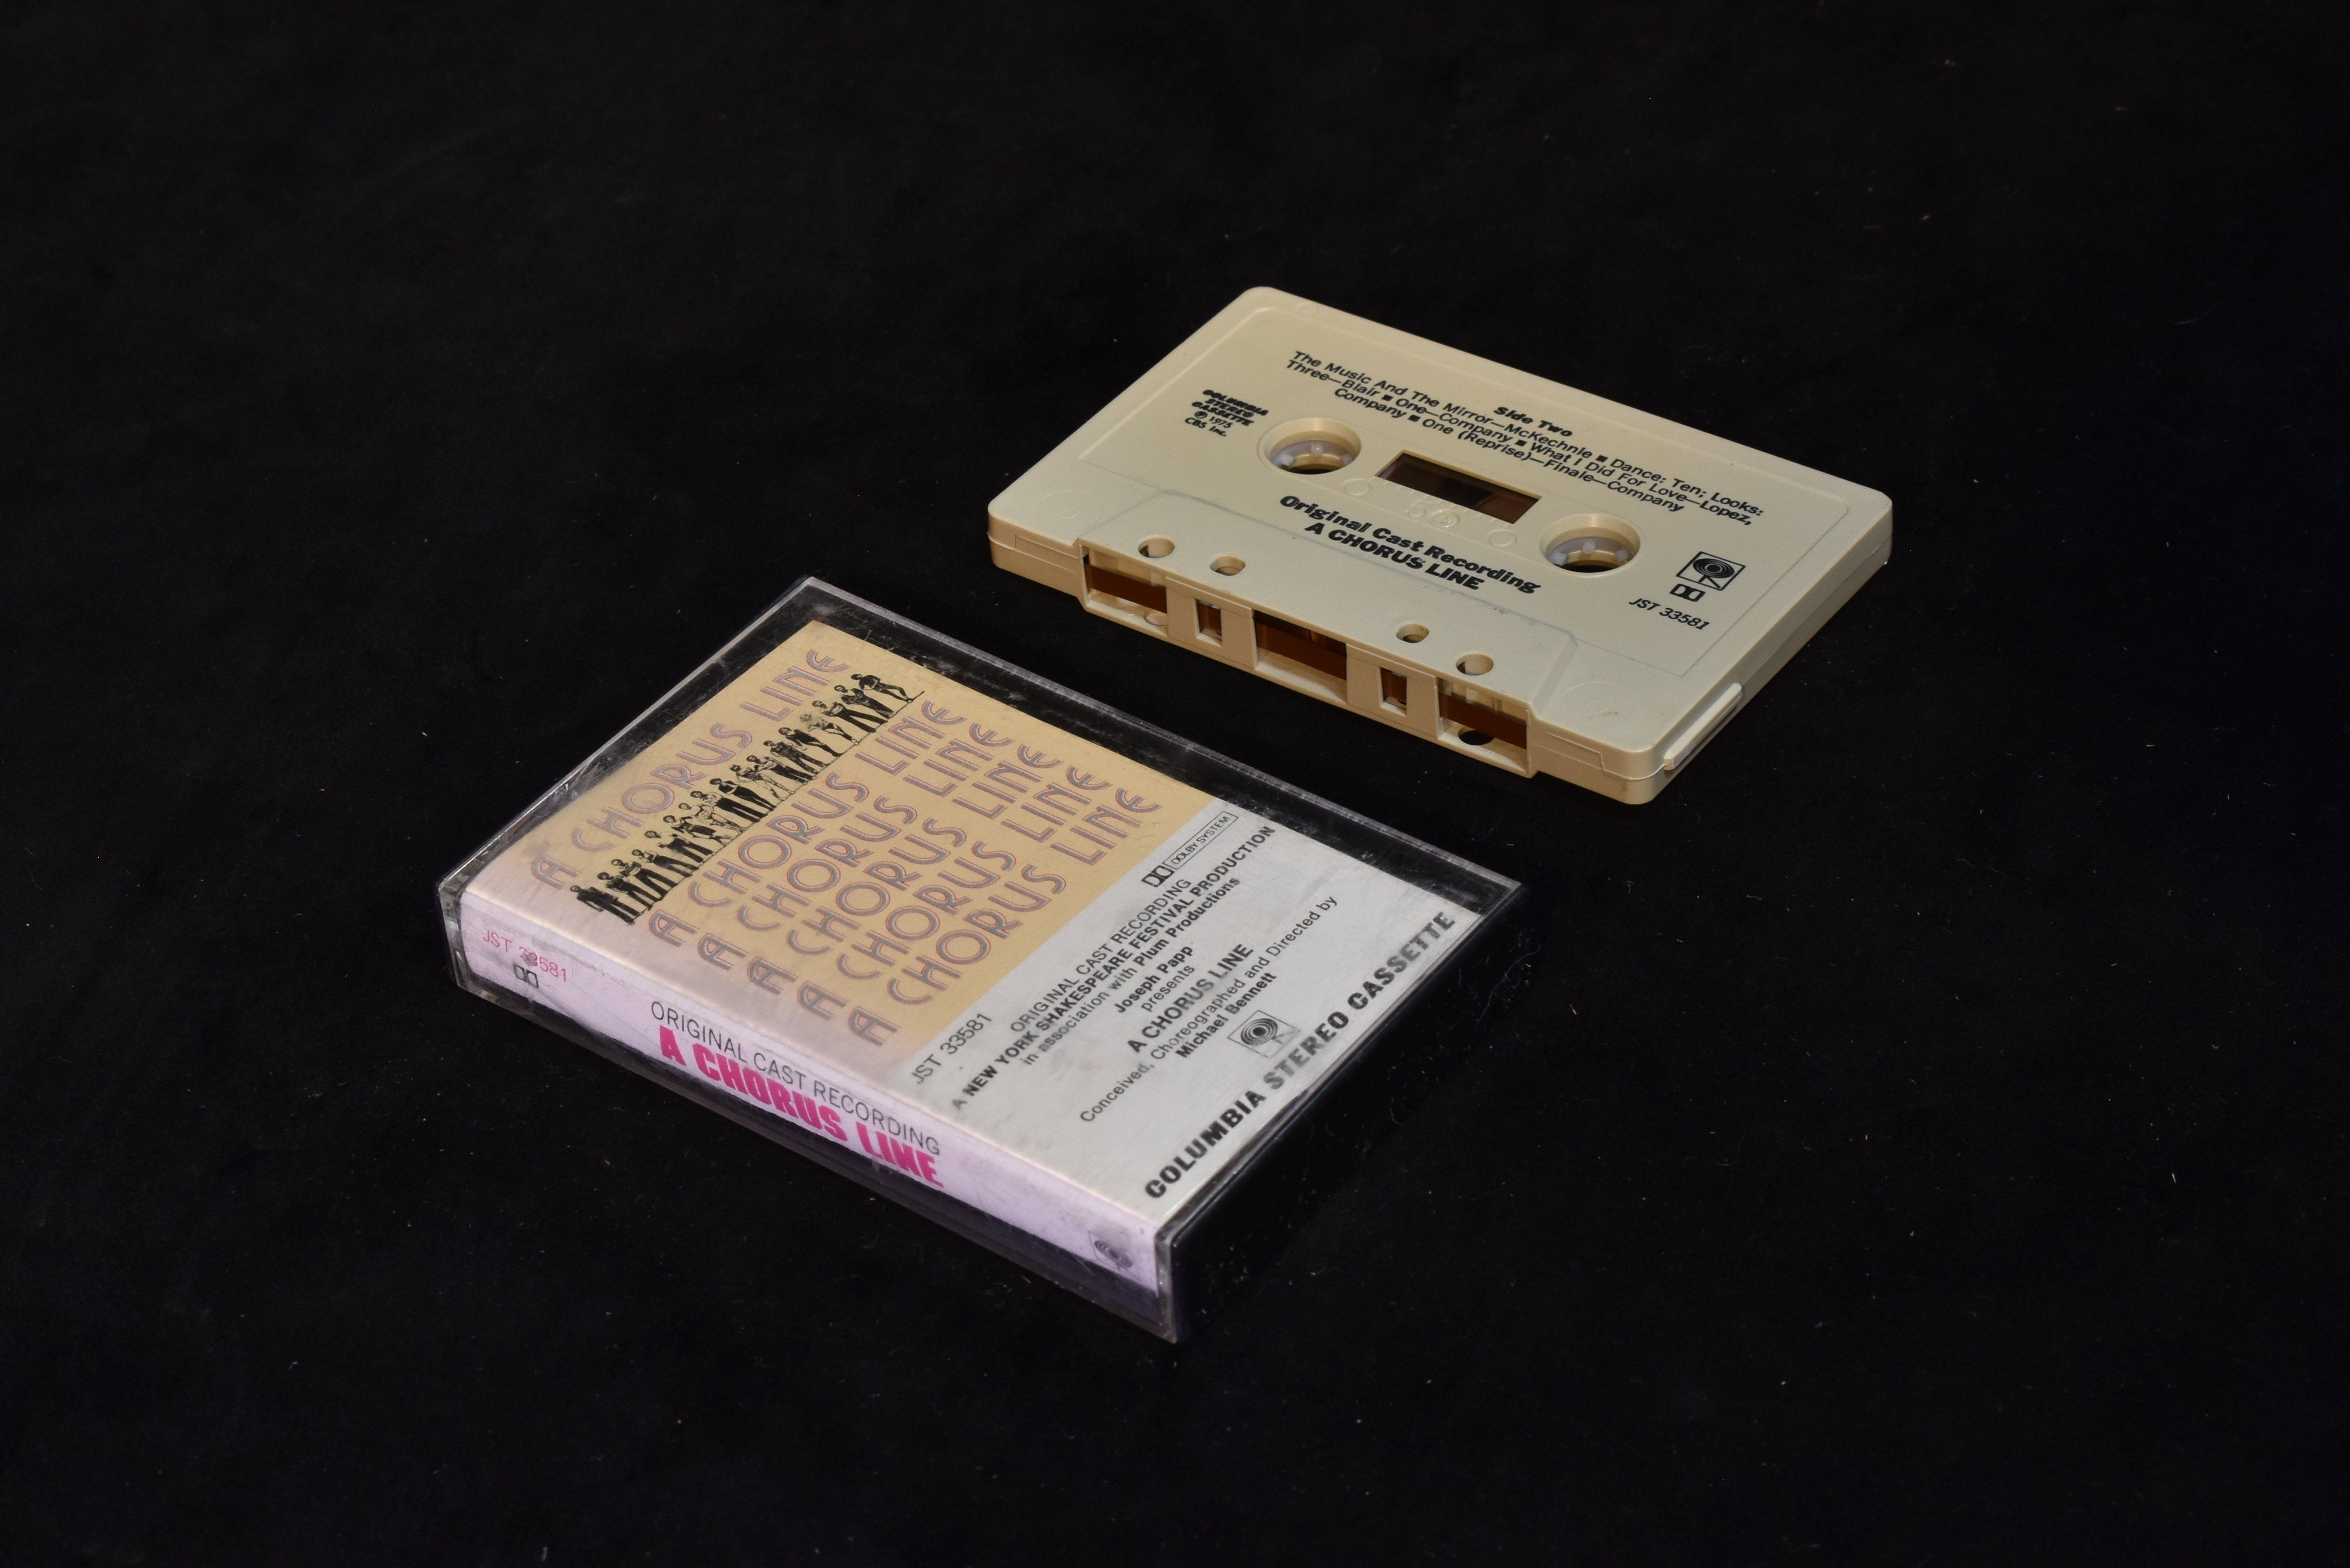 Side Two
The Music And The Mirror—McKechnie ■ Dance: Ten; Looks:
Three—Blair ■ One—Company ■ What I Did For Love—Lopez,
Company ■ One (Reprise)—Finale—Company
COLUMBIA
STEREO
CASSETTE
℗ 1975
CBS Inc.
Original Cast Recording
A CHORUS LINE
JST 33581
A CHORUS LINE
A CHORUS LINE
A CHORUS LINE
A CHORUS LINE
A CHORUS LINE
A CHORUS LINE
JST 33581
DOLBY SYSTEM
ORIGINAL CAST RECORDING
A NEW YORK SHAKESPEARE FESTIVAL PRODUCTION
in association with Plum Productions
Joseph Papp
presents
A CHORUS LINE
Conceived, Choreographed and Directed by
Michael Bennett
COLUMBIA STEREO CASSETTE
JST 33581
ORIGINAL CAST RECORDING
A CHORUS LINE